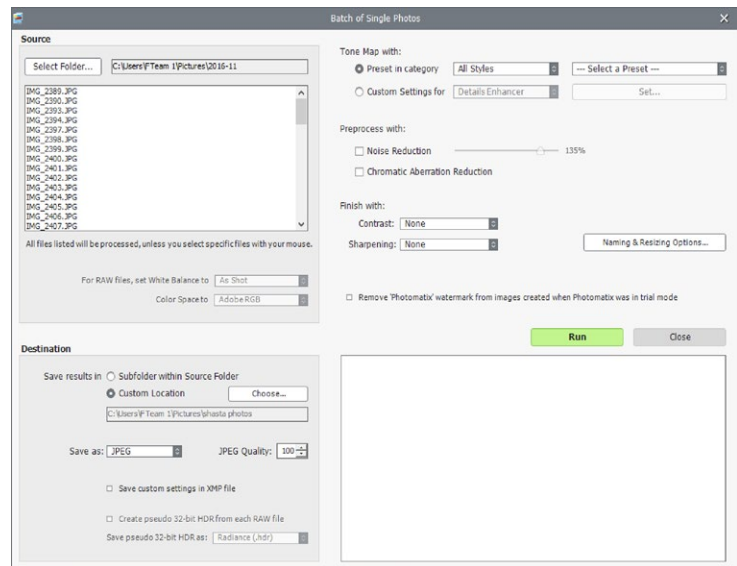 Batch of Single Photos
Source
Select Folder... C:\Users\FTeam 1\Pictures\2016-11
IMG_2389.JPG
IMG_2390.JPG
IMG_2393.JPG
IMG_2394.JPG
IMG_2397.JPG
IMG_2398.JPG
IMG_2399.JPG
IMG_2400.JPG
IMG_2401.JPG
IMG_2402.JPG
IMG_2403.JPG
IMG_2404.JPG
IMG_2405.JPG
IMG_2406.JPG
IMG_2407.JPG
All files listed will be processed, unless you select specific files with your mouse.
For RAW files, set White Balance to As Shot
Color Space to Adobe RGB
Destination
Save results in Subfolder within Source Folder
Custom Location Choose...
C:\Users\FTeam 1\Pictures\shasta photos
Save as: JPEG JPEG Quality: 100
Save custom settings in XMP file
Create pseudo 32-bit HDR from each RAW file
Save pseudo 32-bit HDR as: Radiance (.hdr)
Tone Map with:
Preset in category All Styles --- Select a Preset ---
Custom Settings for Details Enhancer Set...
Preprocess with:
Noise Reduction 135%
Chromatic Aberration Reduction
Finish with:
Contrast: None
Sharpening: None Naming & Resizing Options...
Remove 'Photomatix' watermark from images created when Photomatix was in trial mode
Run Close